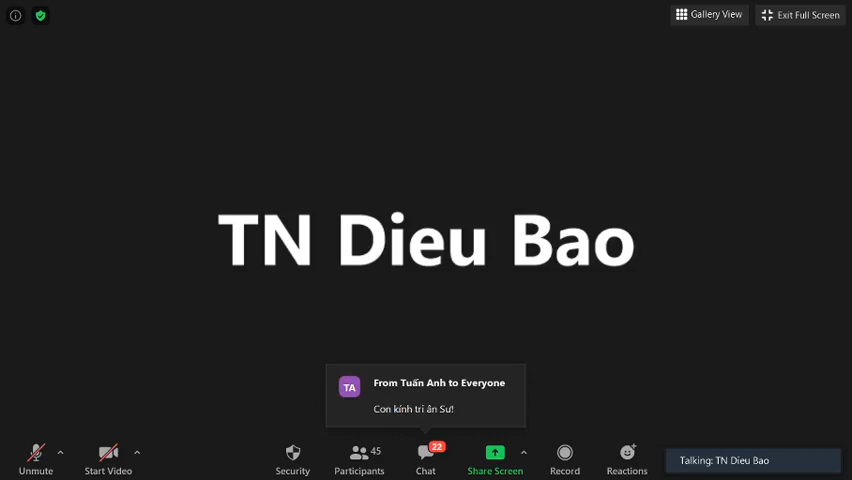 Gallery View
Exit Full Screen
TN Dieu Bao
TA
From Tuấn Anh to Everyone
Con kính tri ân Sư!
22
45
Unmute
Start Video
Security
Participants
Chat
Share Screen
Record
Reactions
Talking: TN Dieu Bao